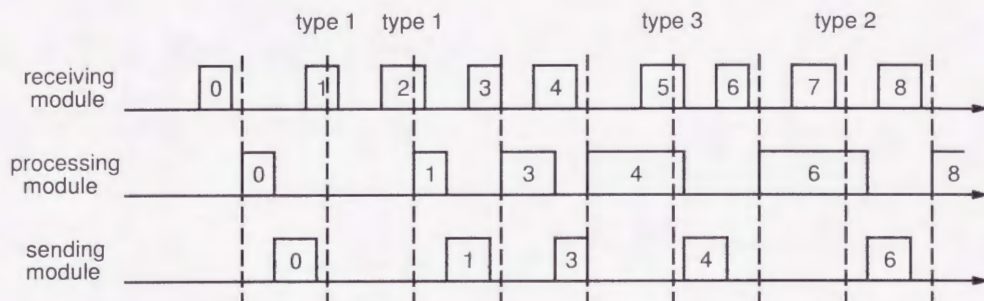 type 1 type 1 type 3 type 2
receiving module
0 1 2 3 4 5 6 7 8
processing module
0 1 3 4 6 8
sending module
0 1 3 4 6